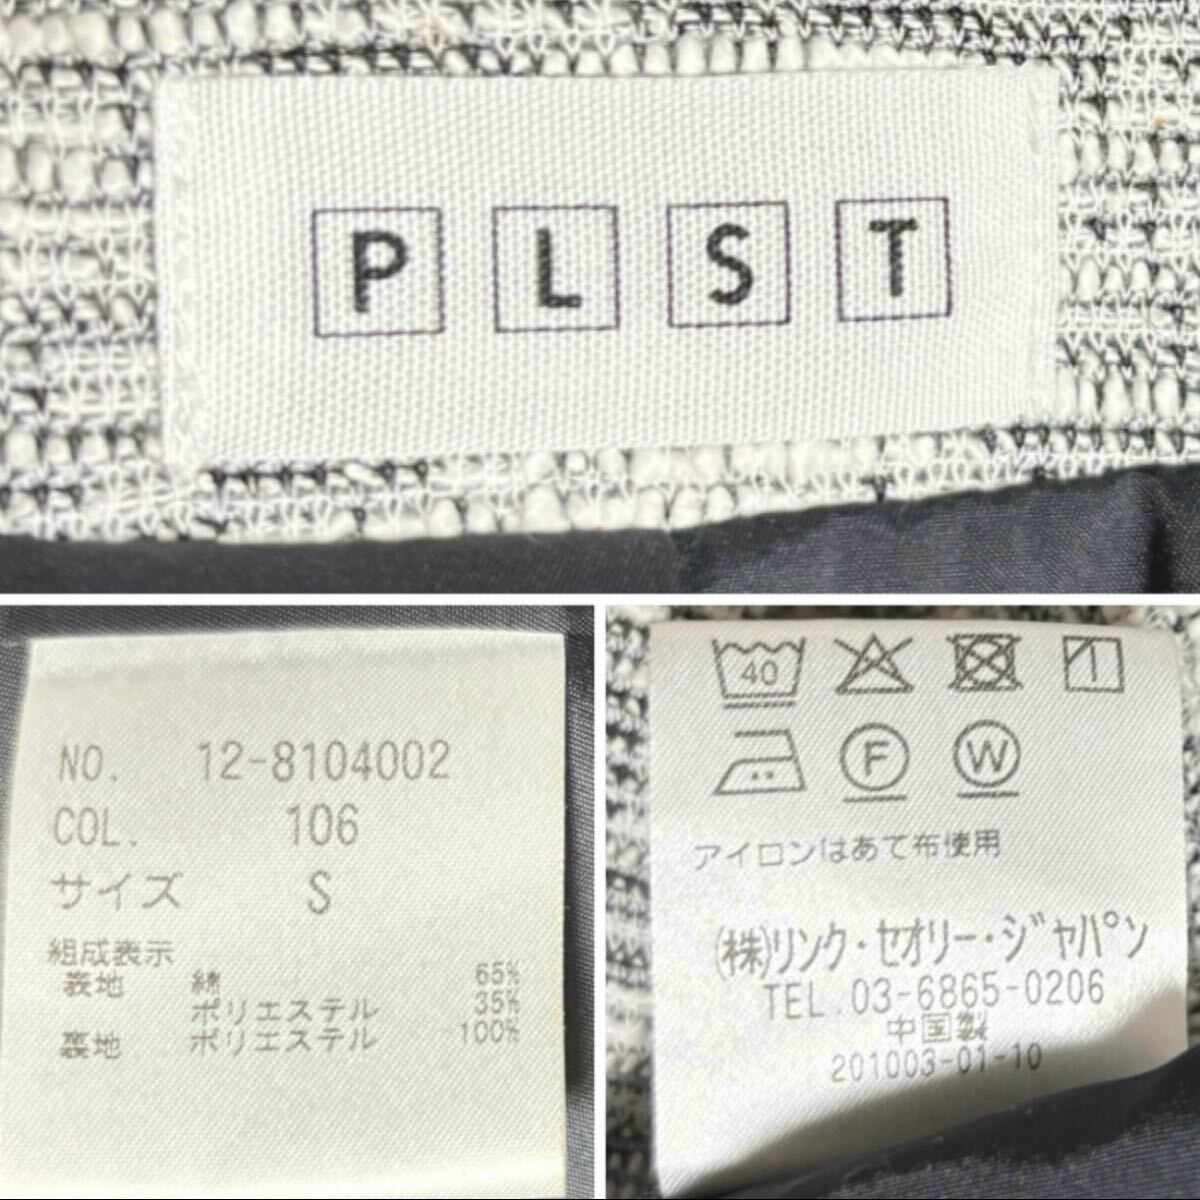 PLST
NO. 12-8104002
COL. 106
サイズ S
組成表示
表地 綿 65%
ポリエステル 35%
裏地 ポリエステル 100%
40
F W
アイロンはあて布使用
(株)リンク・セオリー・ジャパン
TEL.03-6865-0206
中国製
201003-01-10